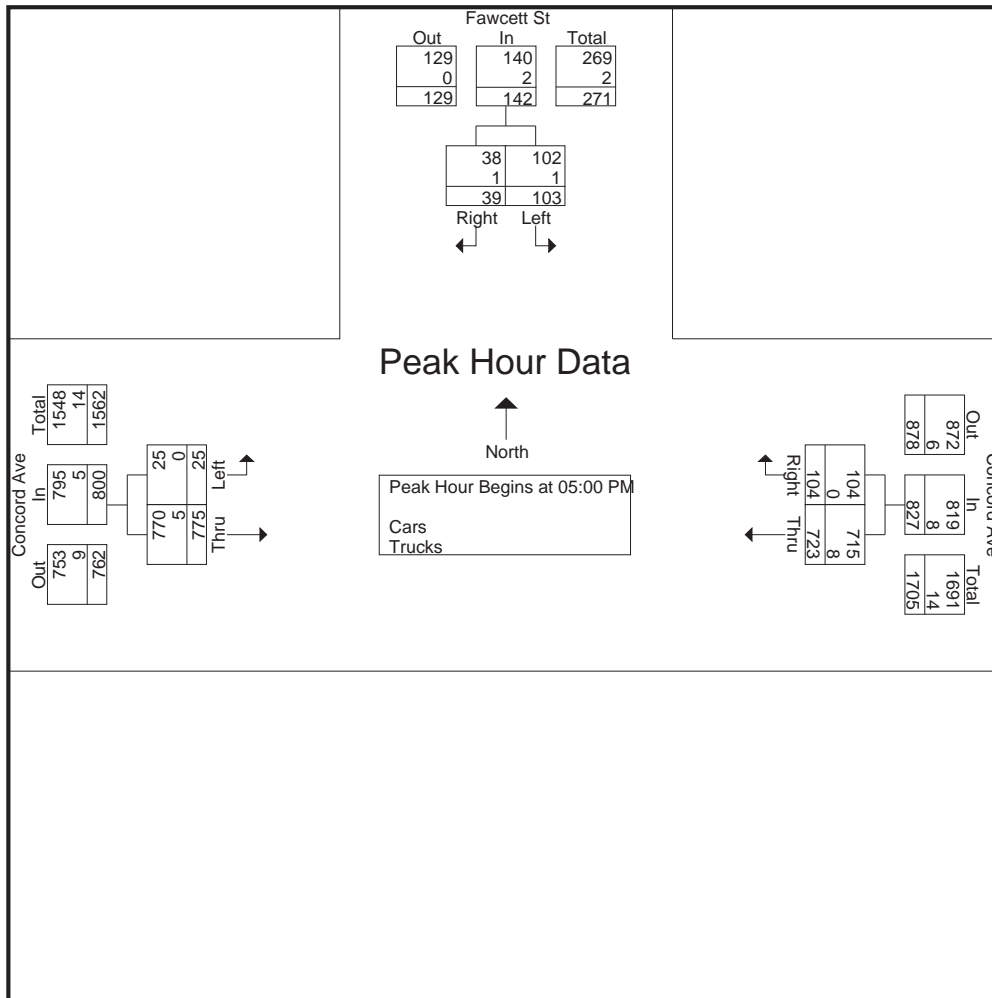 Fawcett St
Out In Total
129 140 269
0 2 2
129 142 271
38 102
1 1
39 103
Right Left
Peak Hour Data
North
Peak Hour Begins at 05:00 PM
Cars
Trucks
Concord Ave
Out In Total
753 795 1548
9 5 14
762 800 1562
25 770
0 5
25 775
Left Thru
Concord Ave
Out In Total
872 819 1691
6 8 14
878 827 1705
104 715
0 8
104 723
Right Thru